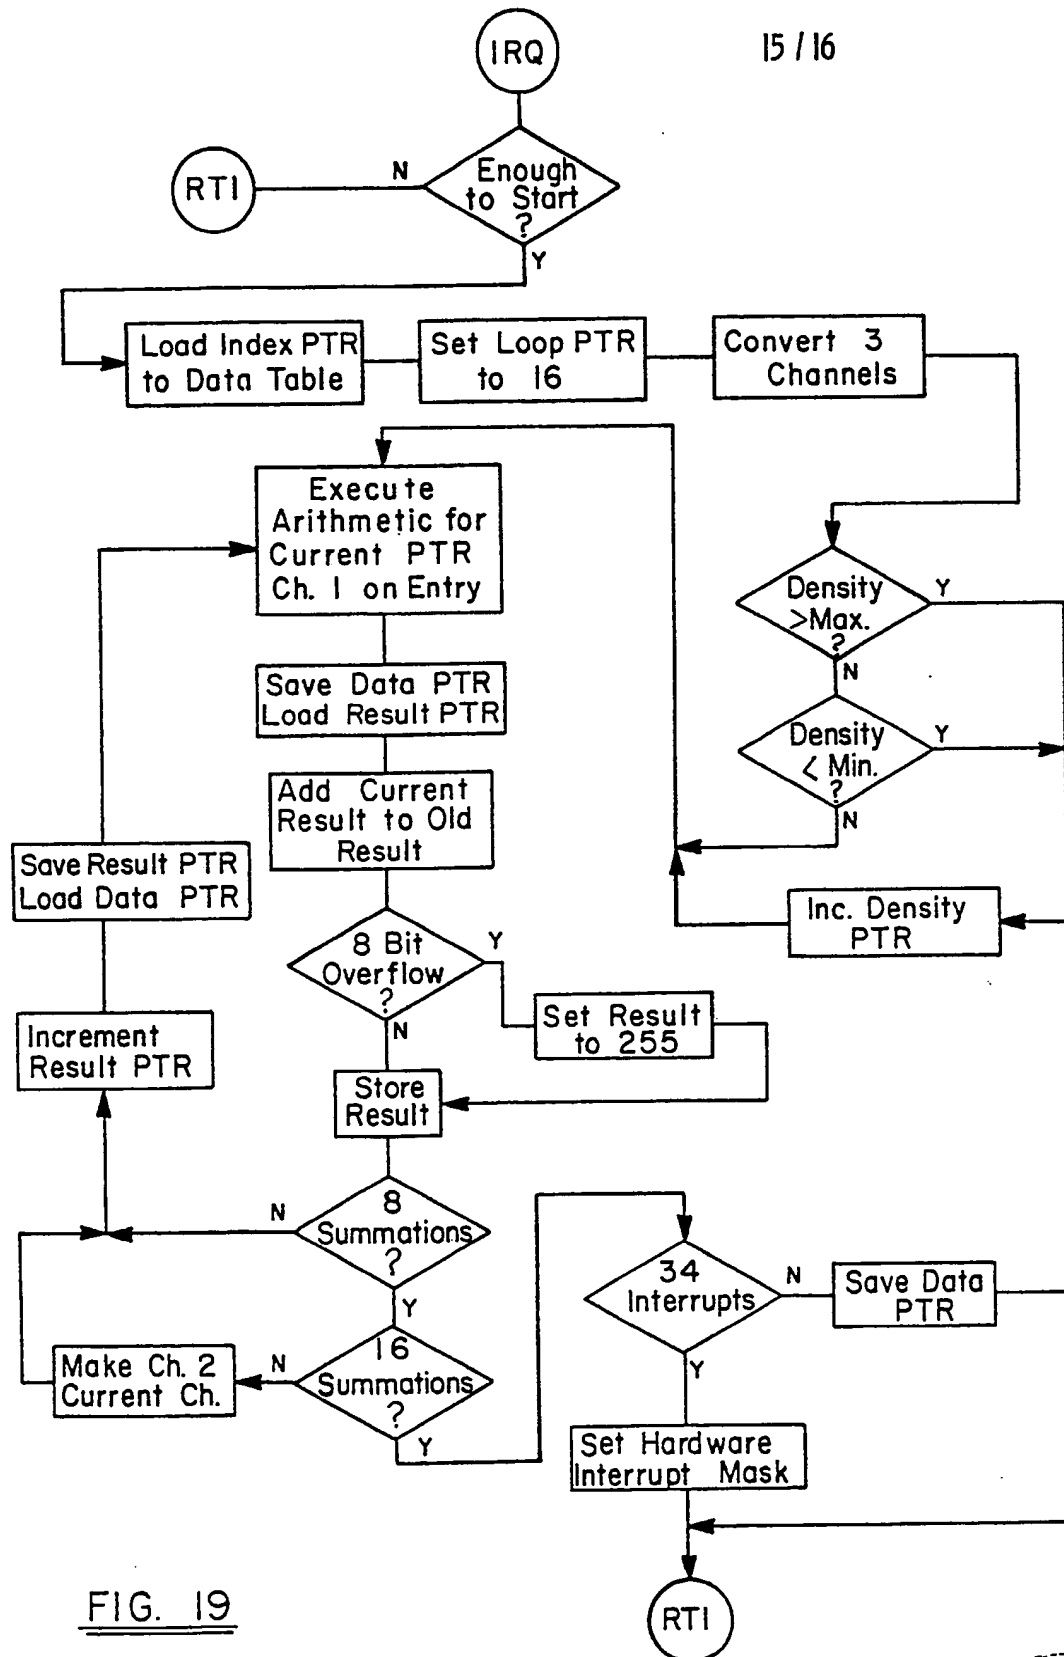 IRQ
15/16
RTI
N
Enough
to Start
?
Y
Load Index PTR
to Data Table
Set Loop PTR
to 16
Convert 3
Channels
Execute
Arithmetic for
Current PTR
Ch. 1 on Entry
Density
>Max.
?
Y
N
Save Data PTR
Load Result PTR
Density
< Min.
?
Y
N
Add Current
Result to Old
Result
Save Result PTR
Load Data PTR
Inc. Density
PTR
8 Bit
Overflow
?
Y
N
Set Result
to 255
Increment
Result PTR
Store
Result
8
Summations
?
N
Y
34
Interrupts
N
Y
Save Data
PTR
16
Summations
?
N
Y
Make Ch. 2
Current Ch.
Set Hardware
Interrupt Mask
RTI
FIG. 19